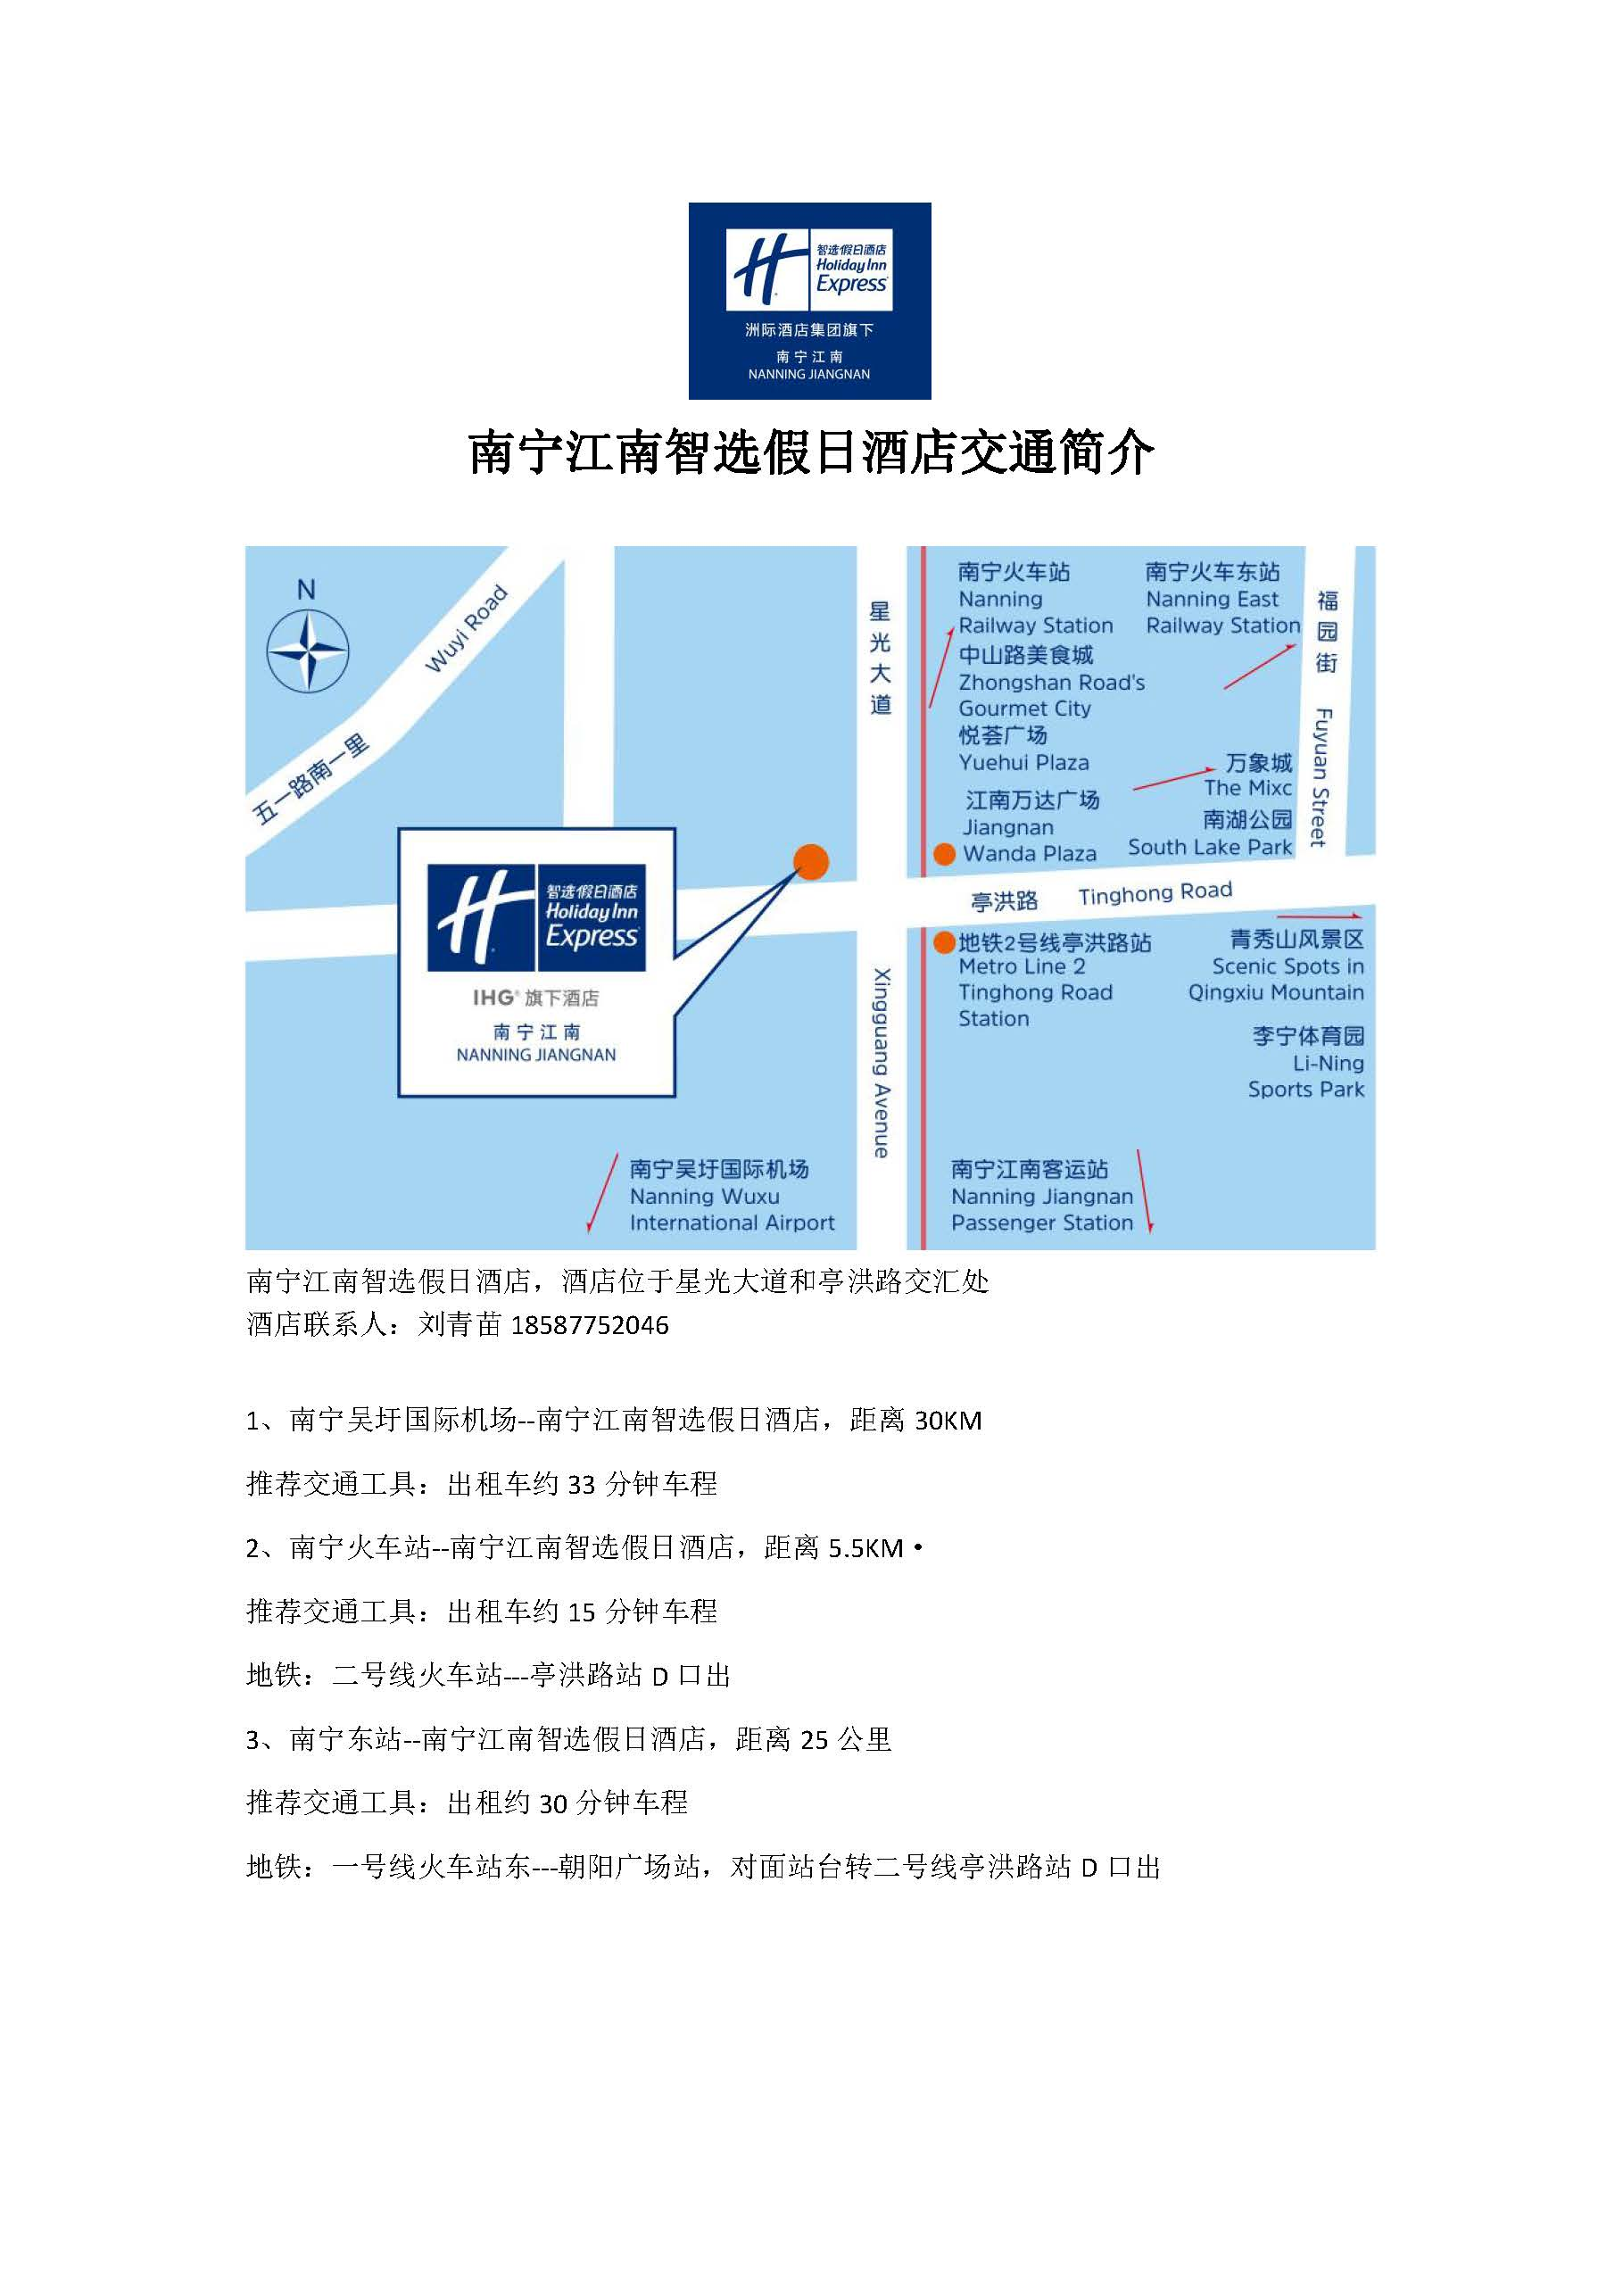 智选假日酒店
Holiday Inn
Express
洲际酒店集团旗下
南宁江南
NANNING JIANGNAN
南宁江南智选假日酒店交通简介
N
Wuyi Road
五一路南一里
星光大道
Xingguang Avenue
南宁火车站
Nanning
Railway Station
中山路美食城
Zhongshan Road's
Gourmet City
悦荟广场
Yuehui Plaza
江南万达广场
Jiangnan
Wanda Plaza
南宁火车东站
Nanning East
Railway Station
万象城
The Mixc
南湖公园
South Lake Park
福园街
Fuyuan Street
亭洪路 Tinghong Road
智选假日酒店
Holiday Inn
Express
IHG® 旗下酒店
南宁江南
NANNING JIANGNAN
地铁2号线亭洪路站
Metro Line 2
Tinghong Road
Station
青秀山风景区
Scenic Spots in
Qingxiu Mountain
李宁体育园
Li-Ning
Sports Park
南宁吴圩国际机场
Nanning Wuxu
International Airport
南宁江南客运站
Nanning Jiangnan
Passenger Station
南宁江南智选假日酒店，酒店位于星光大道和亭洪路交汇处
酒店联系人：刘青苗 18587752046
1、南宁吴圩国际机场--南宁江南智选假日酒店，距离 30KM
推荐交通工具：出租车约 33 分钟车程
2、南宁火车站--南宁江南智选假日酒店，距离 5.5KM •
推荐交通工具：出租车约 15 分钟车程
地铁：二号线火车站---亭洪路站 D 口出
3、南宁东站--南宁江南智选假日酒店，距离 25 公里
推荐交通工具：出租约 30 分钟车程
地铁：一号线火车站东---朝阳广场站，对面站台转二号线亭洪路站 D 口出